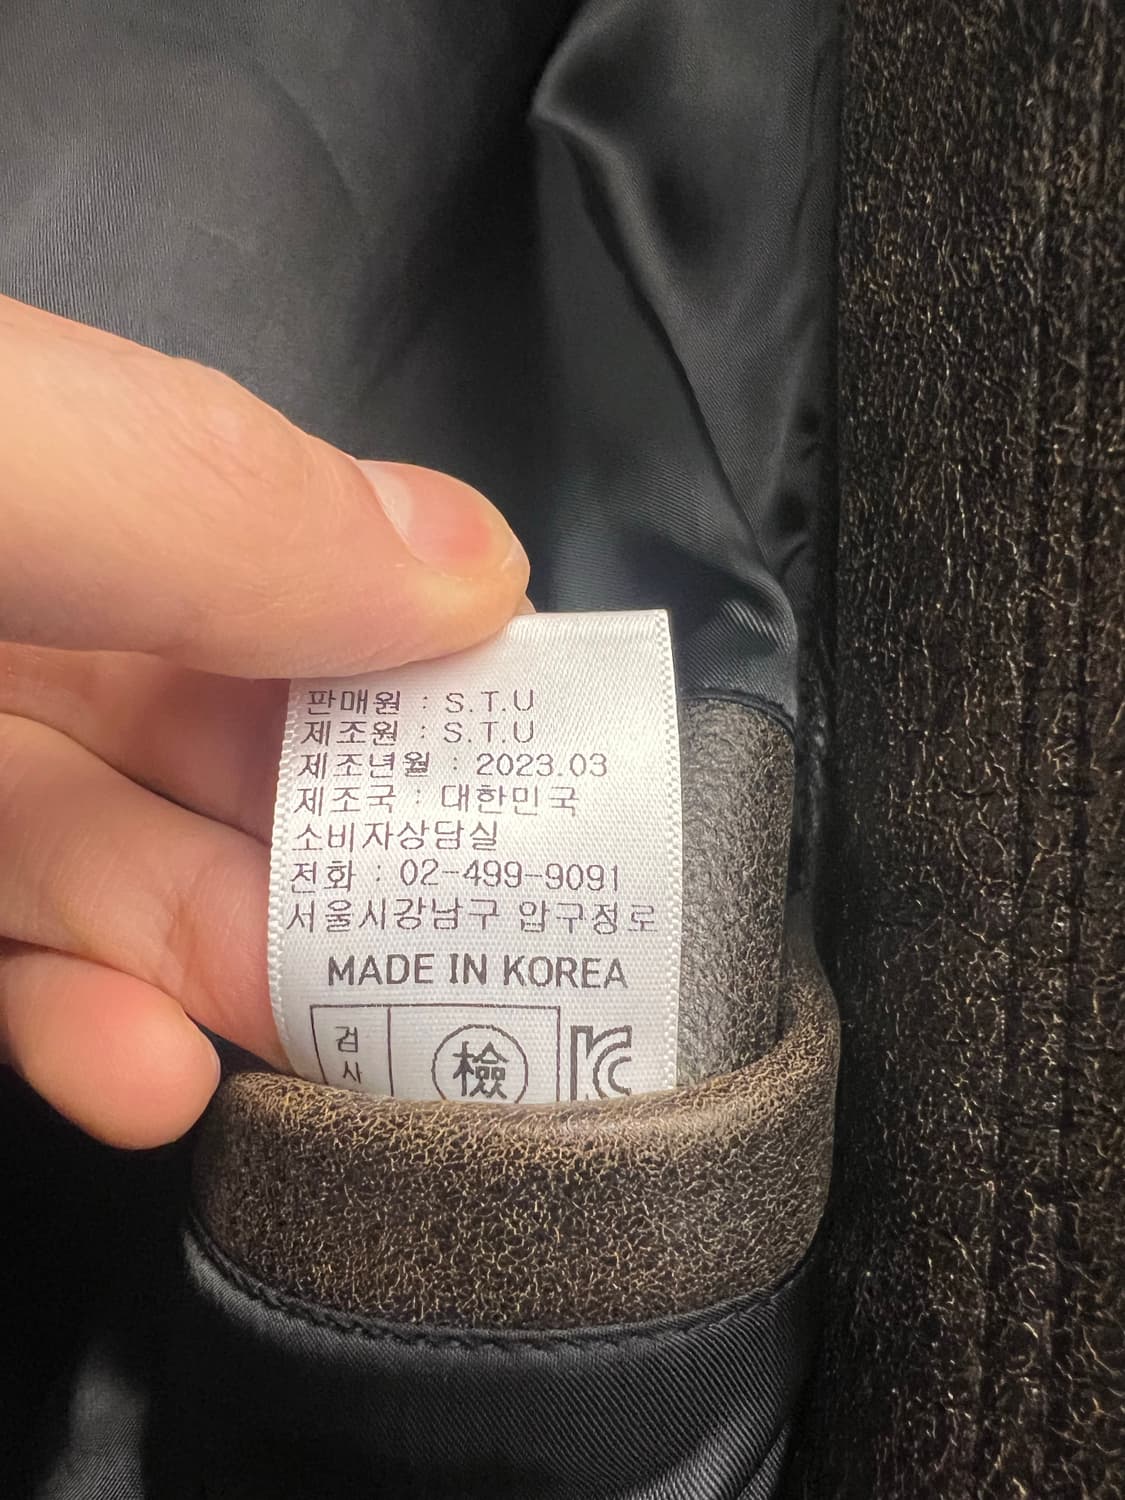 판매원 : S.T.U
제조원 : S.T.U
제조년월 : 2023.03
제조국 : 대한민국
소비자상담실
전화 : 02-499-9091
서울시강남구 압구정로
MADE IN KOREA
검사 檢 KC